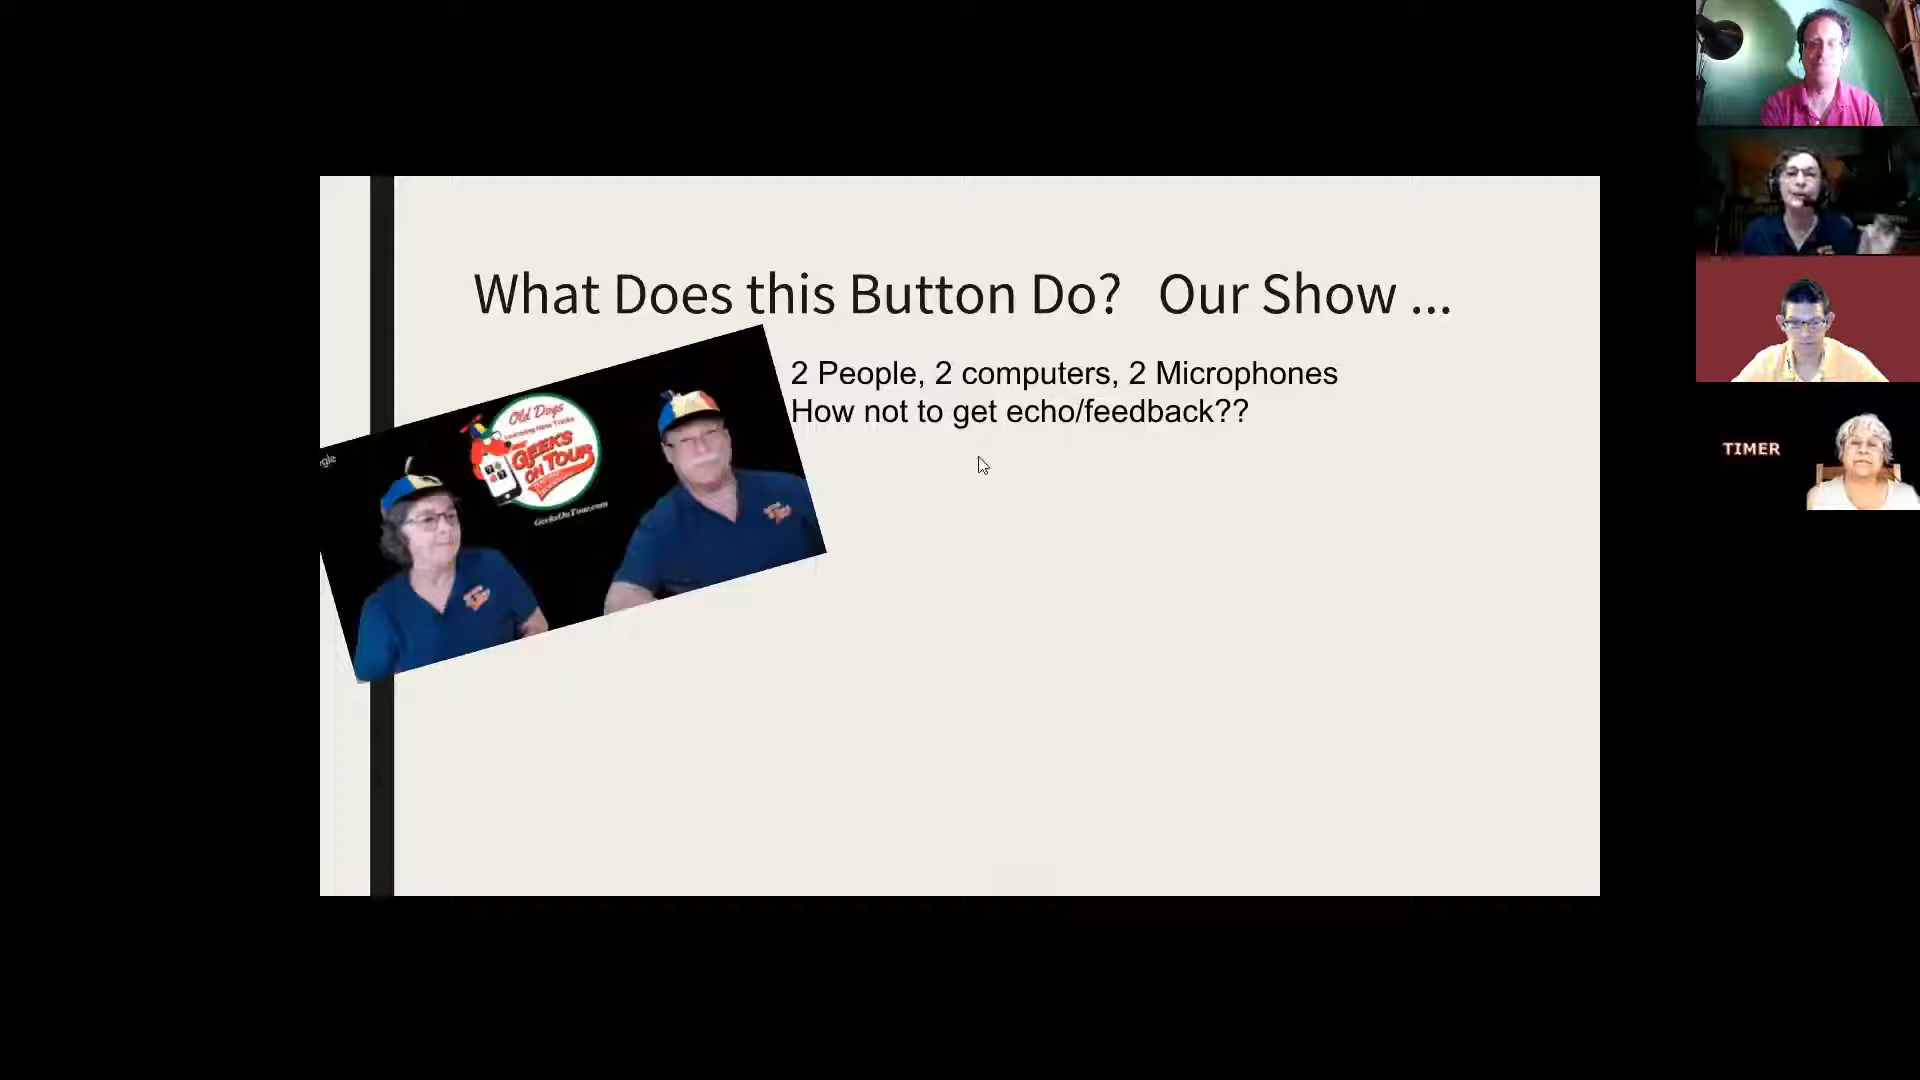 What Does this Button Do?   Our Show ...
2 People, 2 computers, 2 Microphones
How not to get echo/feedback??
Old Dogs
Learning New Tricks
GEEKS
ON TOUR
GeeksOnTour.com
TIMER